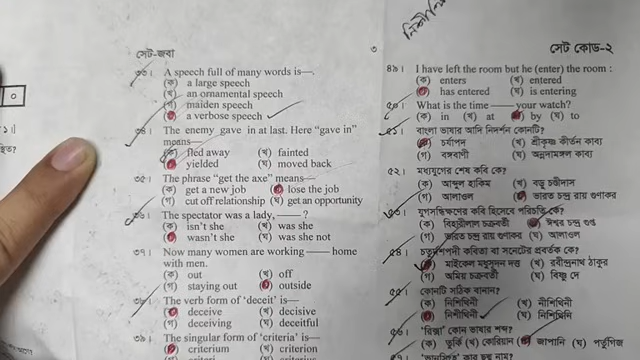 সেট-জবা
৩
সেট কোড-২
৩৩। A speech full of many words is—.
(ক) a large speech
(খ) an ornamental speech
(গ) maiden speech
a verbose speech
৩৪। The enemy gave in at last. Here "gave in"
means—
(ক) fled away (খ) fainted
yielded (ঘ) moved back
৩৫। The phrase "get the axe" means—
(ক) get a new job lose the job
(গ) cut off relationship (ঘ) get an opportunity
৩৬। The spectator was a lady, —— ?
(ক) isn't she (খ) was she
wasn't she (ঘ) was she not
৩৭। Now many women are working —— home
with men.
(ক) out (খ) off
(গ) staying out outside
৩৮। The verb form of 'deceit' is—
deceive (খ) decisive
(গ) deceiving (ঘ) deceitful
৩৯। The singular form of 'criteria' is—
criterium (খ) criterion
৪৯। I have left the room but he (enter) the room :
(ক) enters (খ) entered
has entered (ঘ) is entering
৫০। What is the time —— your watch?
(ক) in (খ) at by (ঘ) to
৫১। বাংলা ভাষার আদি নিদর্শন কোনটি?
চর্যাপদ (খ) শ্রীকৃষ্ণ কীর্তন কাব্য
(গ) বঙ্গবাণী (ঘ) অন্নদামঙ্গল কাব্য
৫২। মধ্যযুগের শেষ কবি কে?
(ক) আব্দুল হাকিম (খ) বড়ু চণ্ডীদাস
(গ) আলাওল ভারত চন্দ্র রায় গুণাকর
৫৩। যুগসন্ধিক্ষণের কবি হিসেবে পরিচিত কে?
(ক) বিহারীলাল চক্রবর্তী ঈশ্বর চন্দ্র গুপ্ত
(গ) ভারত চন্দ্র রায় গুণাকর (ঘ) আলাওল
৫৪। চতুর্দশপদী কবিতা বা সনেটের প্রবর্তক কে?
মাইকেল মধুসূদন দত্ত (খ) রবীন্দ্রনাথ ঠাকুর
(গ) অমিয় চক্রবর্তী (ঘ) বিষ্ণু দে
৫৫। কোনটি সঠিক বানান?
(ক) নিশিথিনী (খ) নীশীথিনী
নিশীথিনী (ঘ) নিশিথিনি
৫৬। 'রিক্সা' কোন ভাষার শব্দ?
(ক) তুর্কি (খ) কোরিয়ান জাপানি (ঘ) পর্তুগিজ